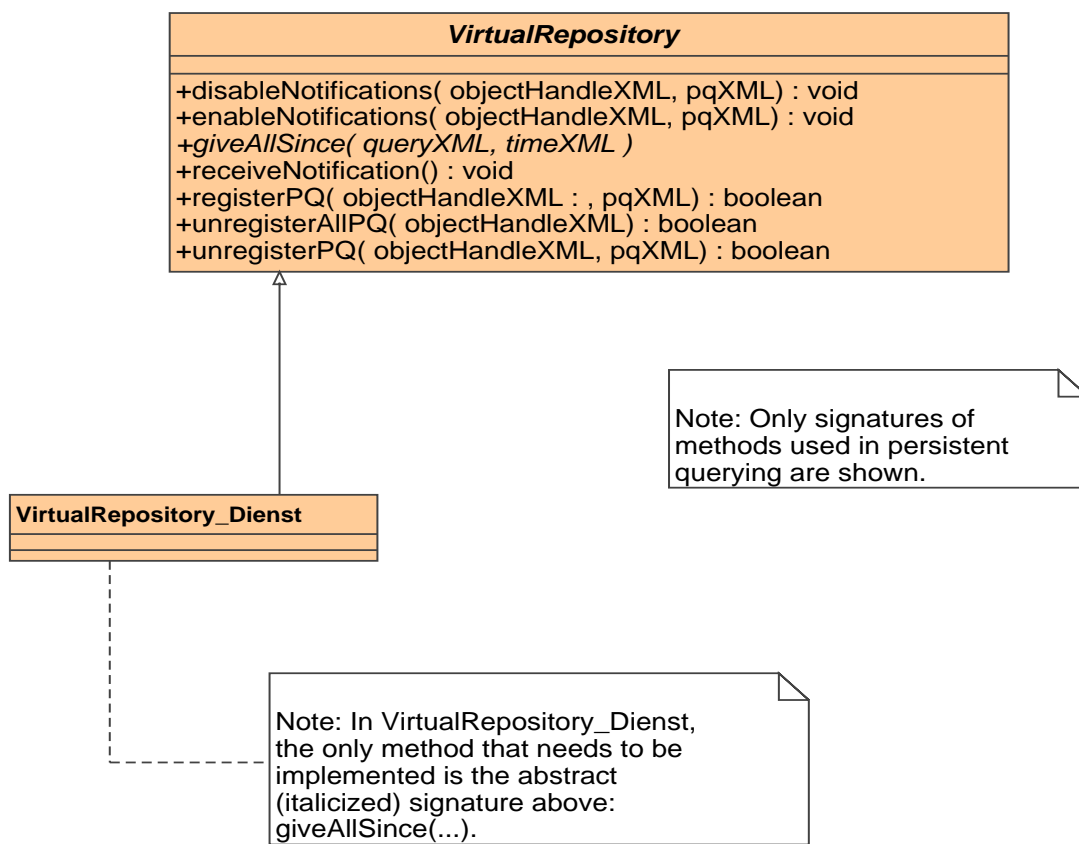 VirtualRepository
+disableNotifications( objectHandleXML, pqXML) : void
+enableNotifications( objectHandleXML, pqXML) : void
+giveAllSince( queryXML, timeXML )
+receiveNotification() : void
+registerPQ( objectHandleXML : , pqXML) : boolean
+unregisterAllPQ( objectHandleXML) : boolean
+unregisterPQ( objectHandleXML, pqXML) : boolean
Note: Only signatures of
methods used in persistent
querying are shown.
VirtualRepository_Dienst
Note: In VirtualRepository_Dienst,
the only method that needs to be
implemented is the abstract
(italicized) signature above:
giveAllSince(...).